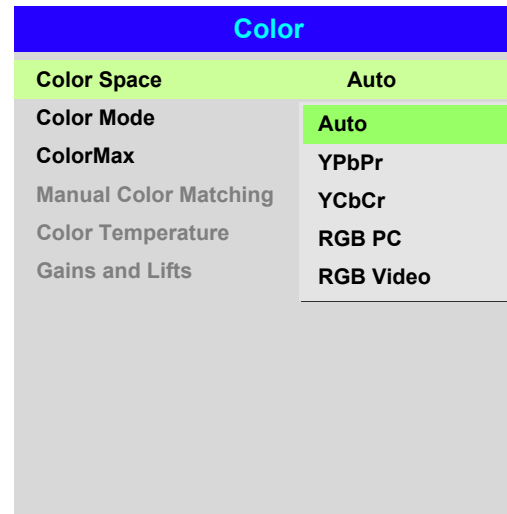 Color
Color Space Auto
Color Mode
Auto
ColorMax
YPbPr
Manual Color Matching
YCbCr
Color Temperature
RGB PC
Gains and Lifts
RGB Video